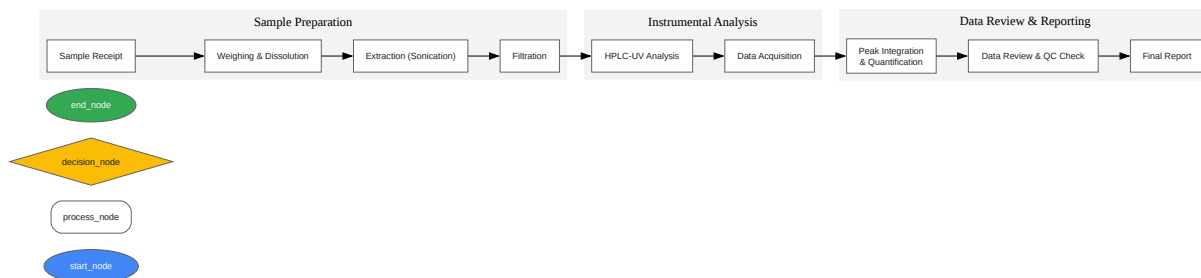 Sample Preparation
Instrumental Analysis
Data Review & Reporting
Sample Receipt
Weighing & Dissolution
Extraction (Sonication)
Filtration
HPLC-UV Analysis
Data Acquisition
Peak Integration
& Quantification
Data Review & QC Check
Final Report
end_node
decision_node
process_node
start_node